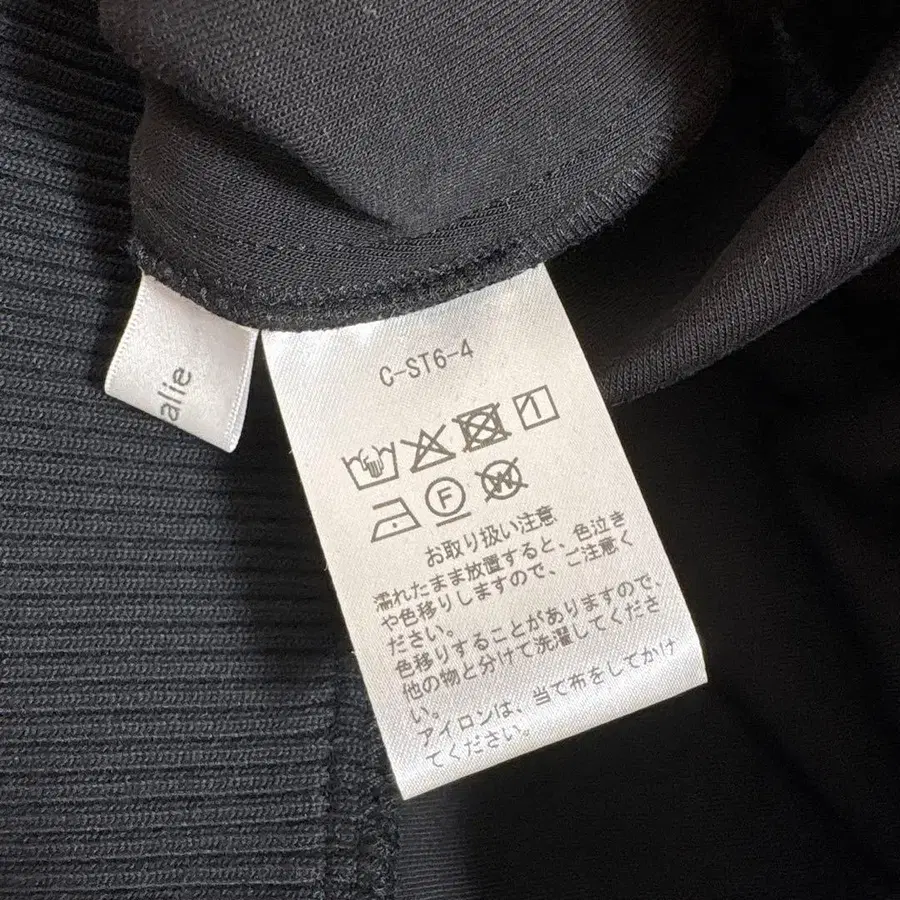 alie
C-ST6-4
F
W
お取り扱い注意
濡れたまま放置すると、色泣き
や色移りしますので、ご注意く
ださい。
色移りすることがありますので、
他の物と分けて洗濯してくださ
い。
アイロンは、当て布をしてかけ
てください。